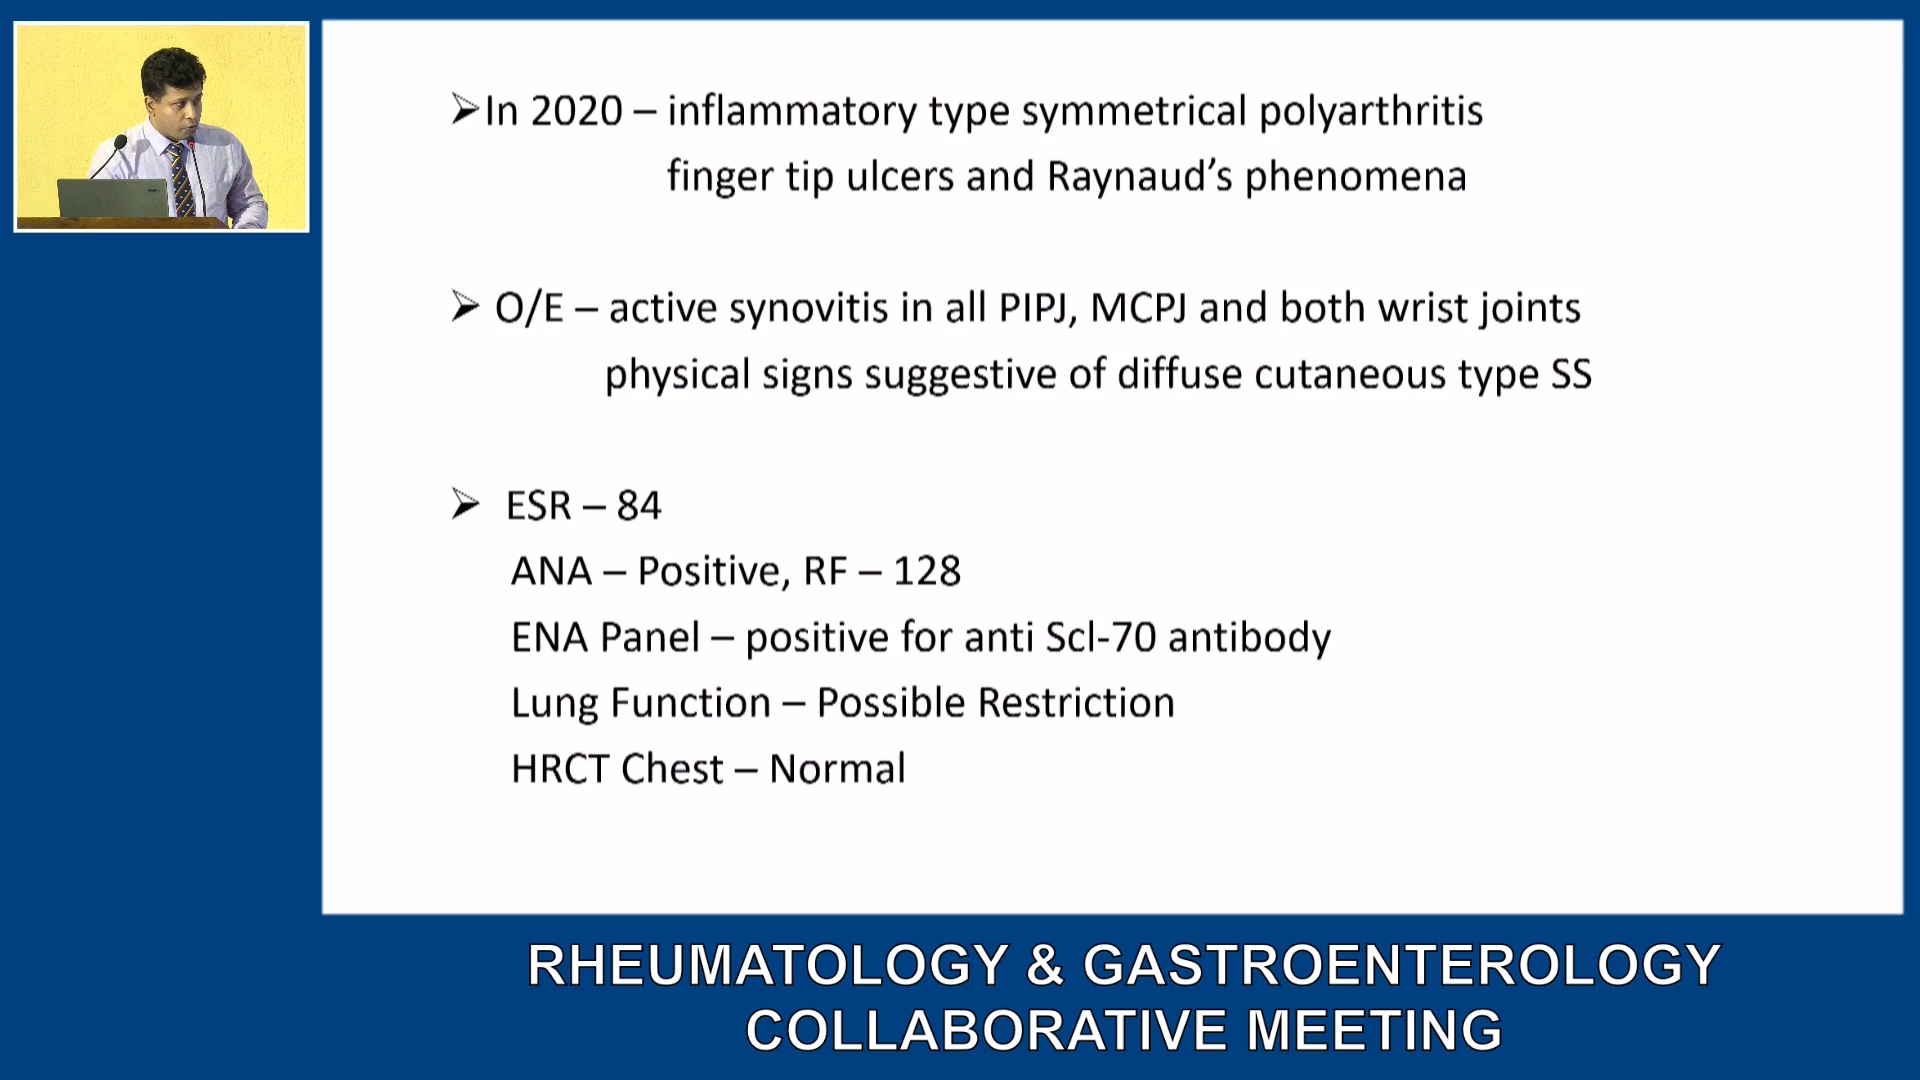 ➢In 2020 – inflammatory type symmetrical polyarthritis
finger tip ulcers and Raynaud’s phenomena
➢ O/E – active synovitis in all PIPJ, MCPJ and both wrist joints
physical signs suggestive of diffuse cutaneous type SS
➢ ESR – 84
ANA – Positive, RF – 128
ENA Panel – positive for anti Scl-70 antibody
Lung Function – Possible Restriction
HRCT Chest – Normal
RHEUMATOLOGY & GASTROENTEROLOGY
COLLABORATIVE MEETING